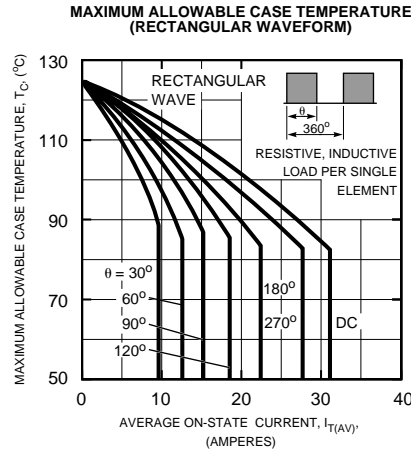 MAXIMUM ALLOWABLE CASE TEMPERATURE
(RECTANGULAR WAVEFORM)
MAXIMUM ALLOWABLE CASE TEMPERATURE, T_C, (°C)
130
110
90
70
50
RECTANGULAR
WAVE
θ
360°
RESISTIVE, INDUCTIVE
LOAD PER SINGLE
ELEMENT
θ = 30°
60°
90°
120°
180°
270°
DC
0
10
20
30
40
AVERAGE ON-STATE CURRENT, I_T(AV),
(AMPERES)